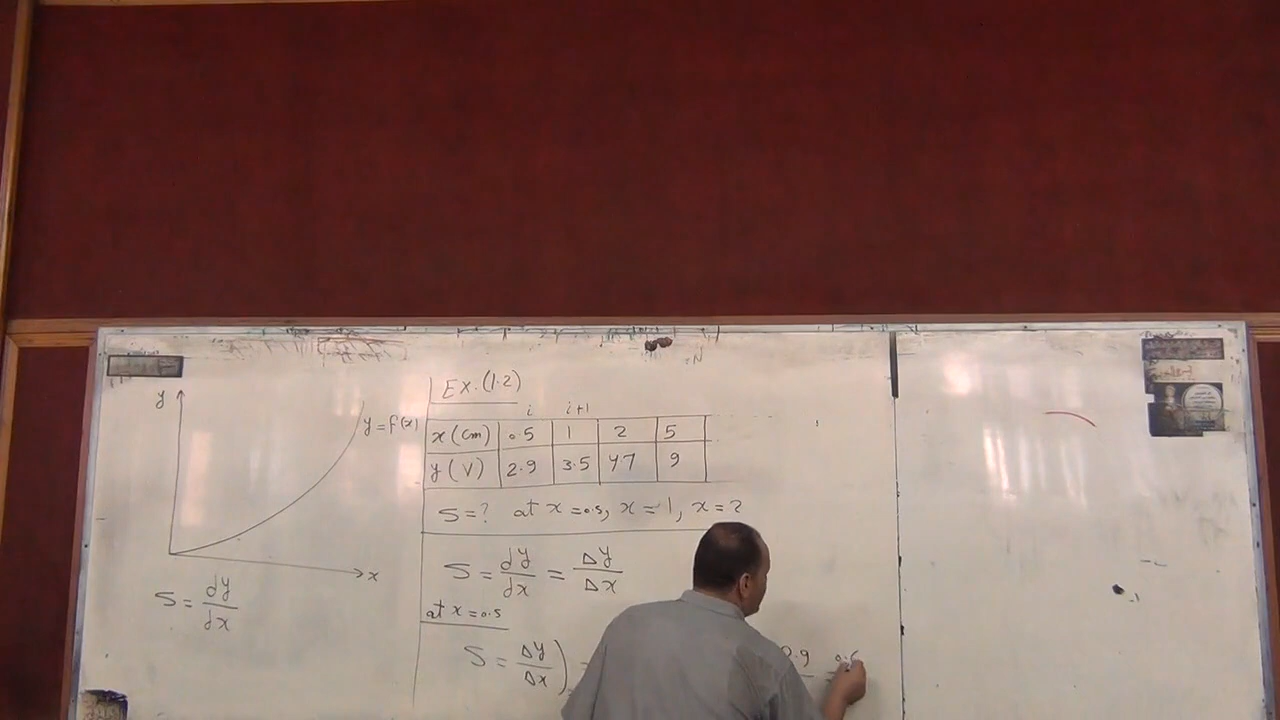 y
y = f(x)
x
S = dy/dx
Ex. (1.2)
i i+1
x (cm) 0.5 1 2 5
y (V) 2.9 3.5 4.7 9
S = ? at x = 0.5, x = 1, x = 2
S = dy/dx = Δy/Δx
at x = 0.5
S = Δy/Δx) =